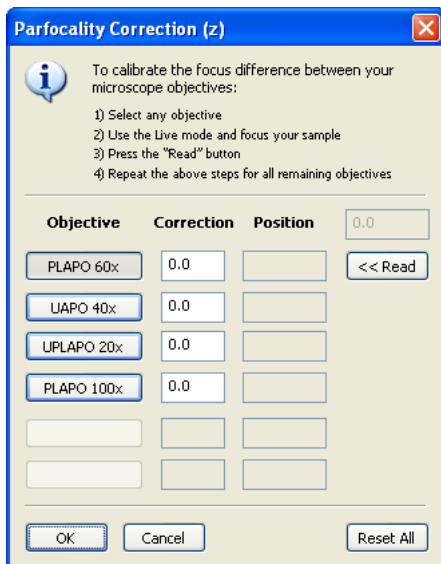 Parfocality Correction (z)
To calibrate the focus difference between your
microscope objectives:
1) Select any objective
2) Use the Live mode and focus your sample
3) Press the "Read" button
4) Repeat the above steps for all remaining objectives
Objective Correction Position 0.0
PLAPO 60x 0.0 << Read
UAPO 40x 0.0
UPLAPO 20x 0.0
PLAPO 100x 0.0
OK Cancel Reset All